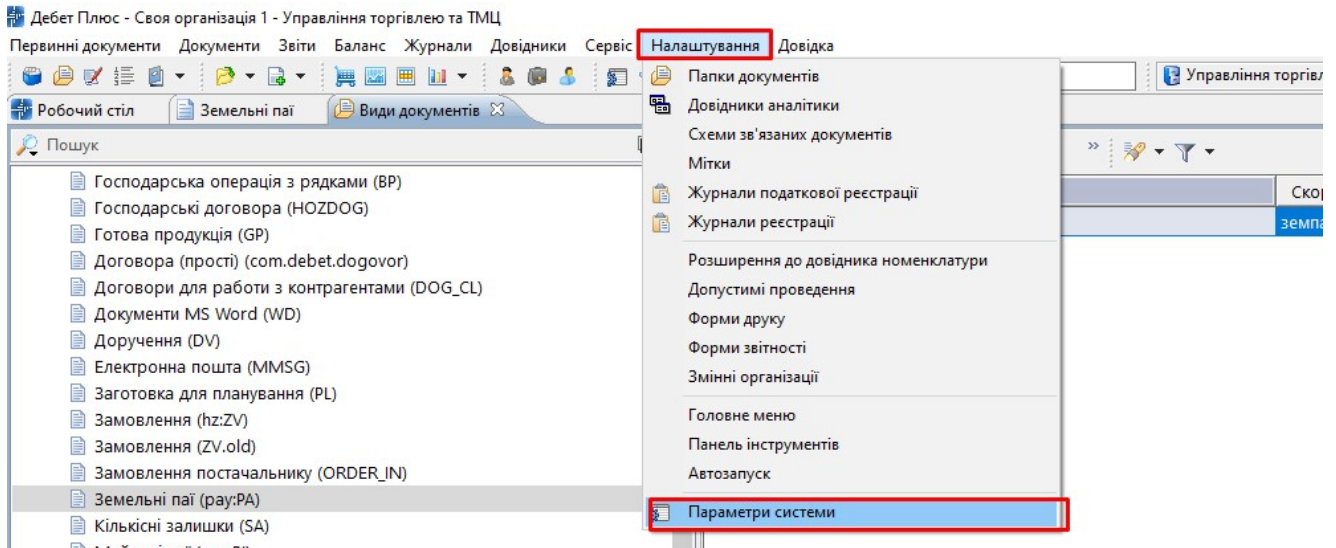 Дебет Плюс - Своя організація 1 - Управління торгівлею та ТМЦ
Первинні документи Документи Звіти Баланс Журнали Довідники Сервіс Налаштування Довідка
Управління торгівл
Робочий стіл Земельні паї Види документів
Пошук
Господарська операція з рядками (BP)
Господарські договора (HOZDOG)
Готова продукція (GP)
Договора (прості) (com.debet.dogovor)
Договори для работи з контрагентами (DOG_CL)
Документи MS Word (WD)
Доручення (DV)
Електронна пошта (MMSG)
Заготовка для планування (PL)
Замовлення (hz:ZV)
Замовлення (ZV.old)
Замовлення постачальнику (ORDER_IN)
Земельні паї (pay:PA)
Кількісні залишки (SA)
Папки документів
Довідники аналітики
Схеми зв'язаних документів
Мітки
Журнали податкової реєстрації
Журнали реєстрації
Розширення до довідника номенклатури
Допустимі проведення
Форми друку
Форми звітності
Змінні організації
Головне меню
Панель інструментів
Автозапуск
Параметри системи
Скор
земпа